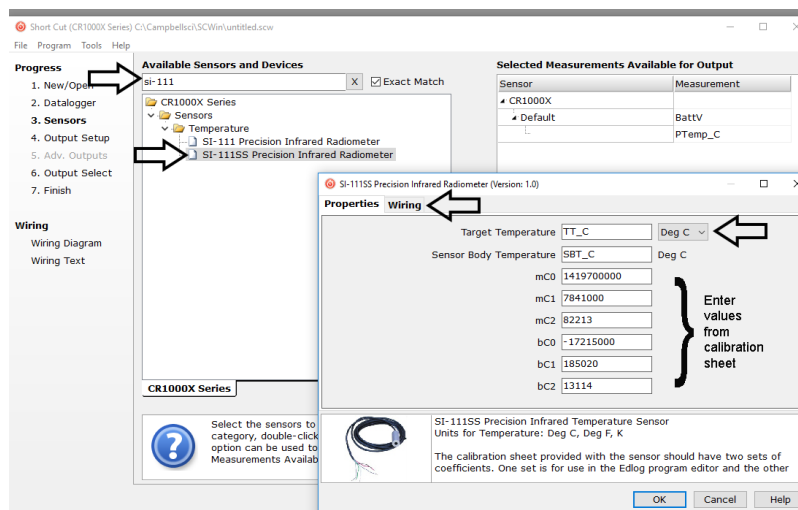 Short Cut (CR1000X Series) C:\Campbellsci\SCWin\untitled.scw
File Program Tools Help
Progress
1. New/Open
2. Datalogger
3. Sensors
4. Output Setup
5. Adv. Outputs
6. Output Select
7. Finish
Wiring
Wiring Diagram
Wiring Text
Available Sensors and Devices
si-111 X Exact Match
CR1000X Series
Sensors
Temperature
SI-111 Precision Infrared Radiometer
SI-111SS Precision Infrared Radiometer
CR1000X Series
Select the sensors to
category, double-click
option can be used to
Measurements Availab
Selected Measurements Available for Output
Sensor Measurement
CR1000X
Default BattV
PTemp_C
SI-111SS Precision Infrared Radiometer (Version: 1.0)
Properties Wiring
Target Temperature TT_C Deg C
Sensor Body Temperature SBT_C Deg C
mC0 1419700000
mC1 7841000
mC2 82213
bC0 -17215000
bC1 185020
bC2 13114
Enter
values
from
calibration
sheet
SI-111SS Precision Infrared Temperature Sensor
Units for Temperature: Deg C, Deg F, K
The calibration sheet provided with the sensor should have two sets of
coefficients. One set is for use in the Edlog program editor and the other
OK Cancel Help